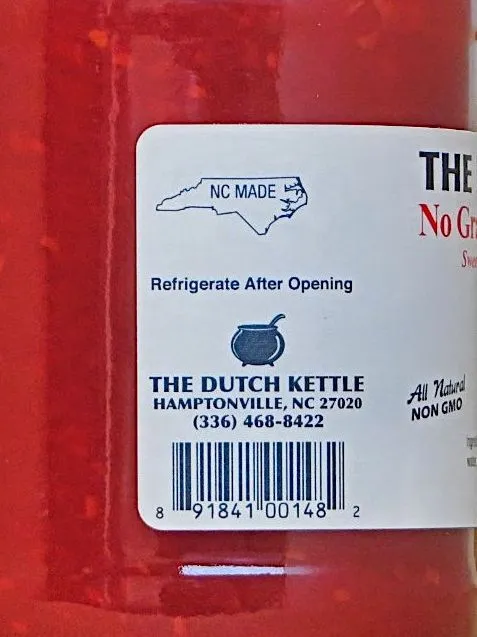 NC MADE
Refrigerate After Opening
THE DUTCH KETTLE
HAMPTONVILLE, NC 27020
(336) 468-8422
8 91841 00148 2
THE
No
All Natural
NON GMO